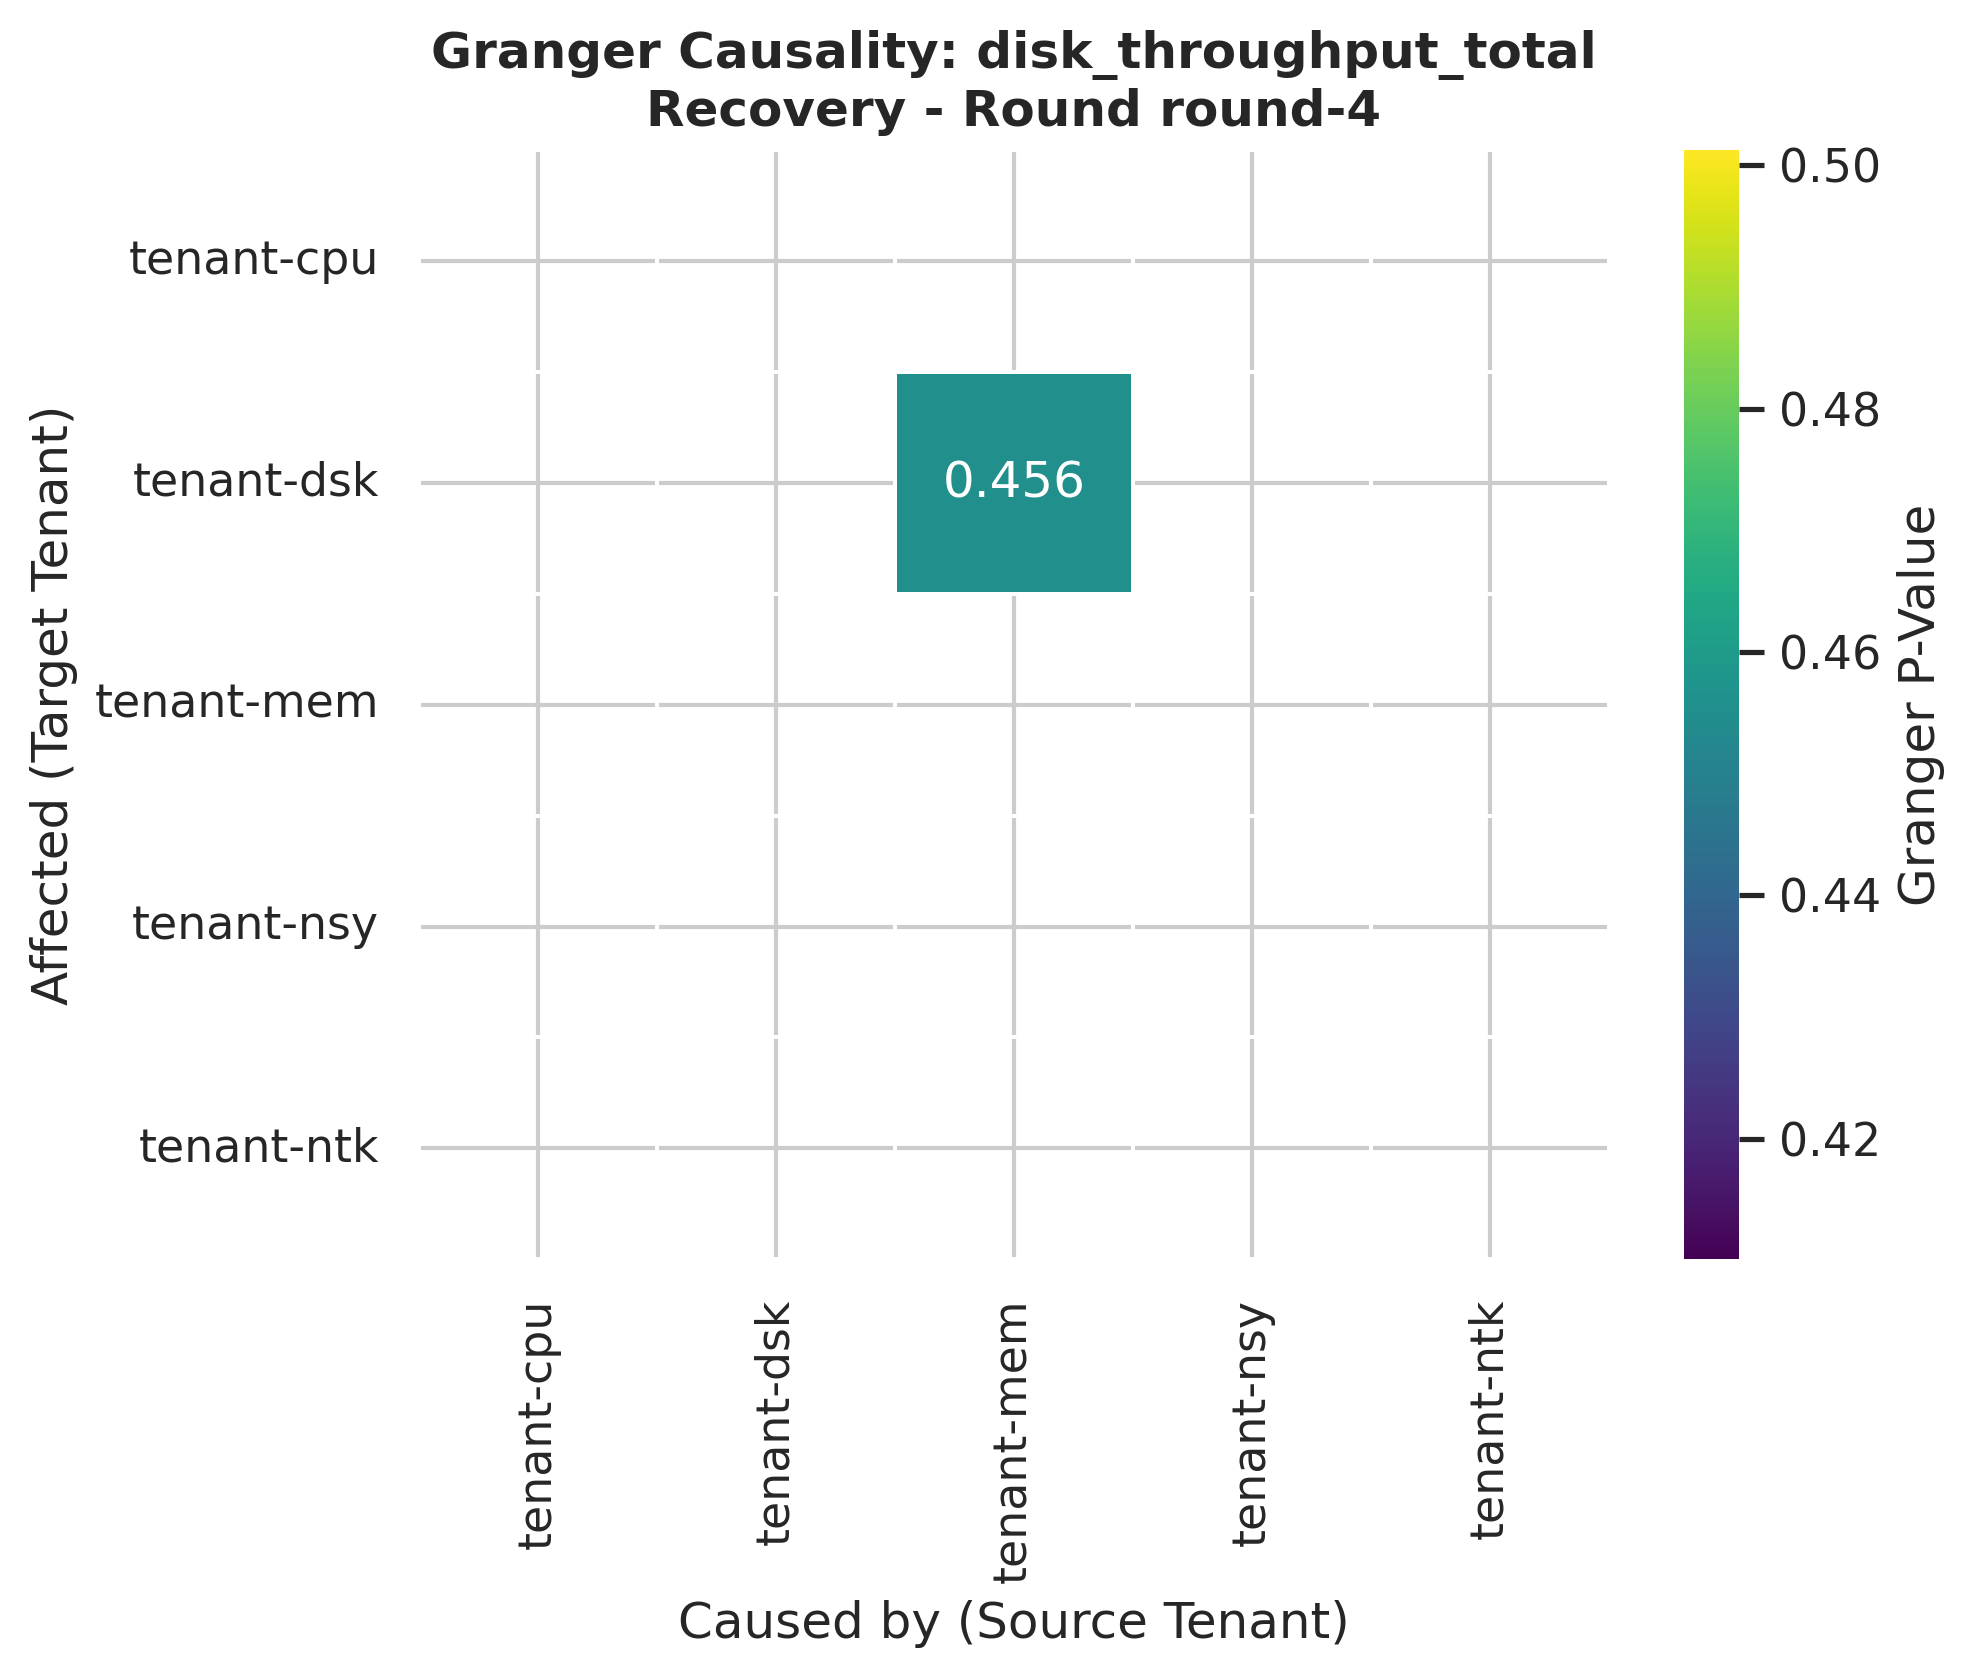 Granger Causality: disk_throughput_total
Recovery - Round round-4
Affected (Target Tenant)
tenant-cpu
tenant-dsk
tenant-mem
tenant-nsy
tenant-ntk
0.456
tenant-cpu
tenant-dsk
tenant-mem
tenant-nsy
tenant-ntk
Caused by (Source Tenant)
0.50
0.48
0.46
0.44
0.42
Granger P-Value